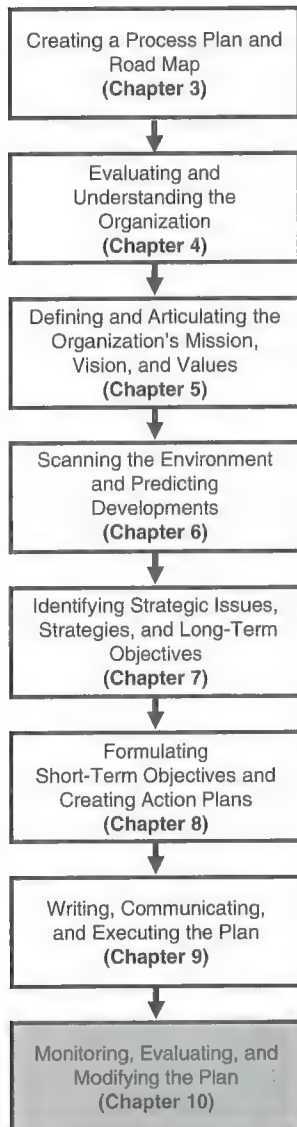 Creating a Process Plan and
Road Map
(Chapter 3)
Evaluating and
Understanding the
Organization
(Chapter 4)
Defining and Articulating the
Organization's Mission,
Vision, and Values
(Chapter 5)
Scanning the Environment
and Predicting
Developments
(Chapter 6)
Identifying Strategic Issues,
Strategies, and Long-Term
Objectives
(Chapter 7)
Formulating
Short-Term Objectives and
Creating Action Plans
(Chapter 8)
Writing, Communicating,
and Executing the Plan
(Chapter 9)
Monitoring, Evaluating, and
Modifying the Plan
(Chapter 10)